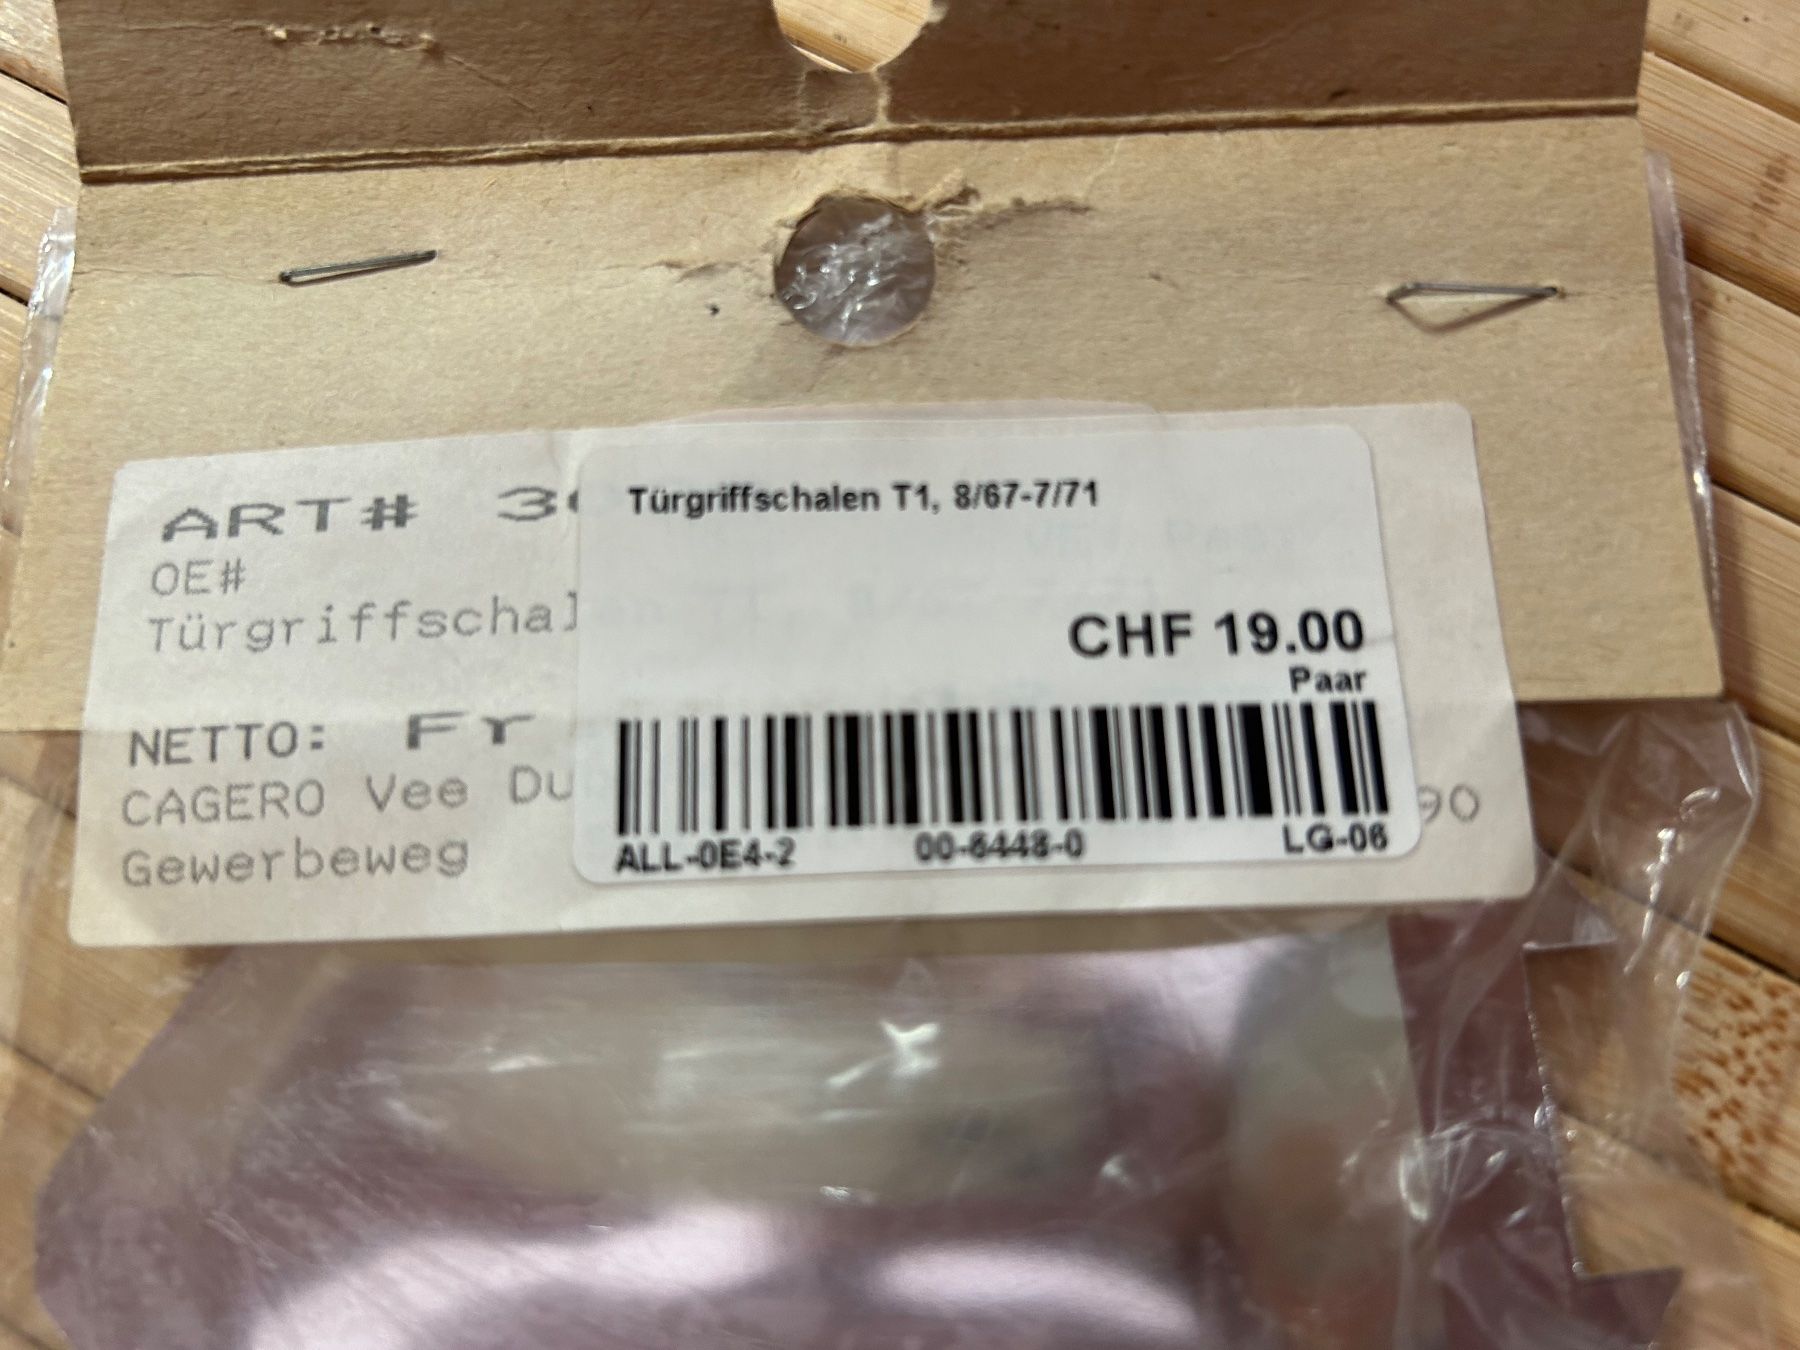 ART# 3
OE#
Türgriffschal
NETTO: Fr
CAGERO Vee Du
90
Gewerbeweg
Türgriffschalen T1, 8/67-7/71
CHF 19.00
Paar
ALL-0E4-2 00-6448-0 LG-06